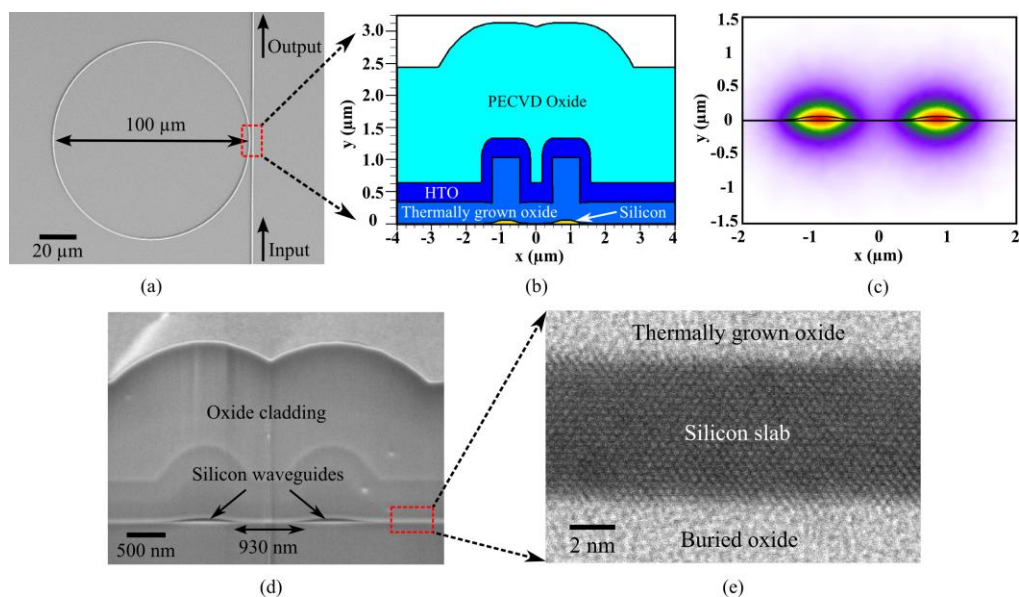 Output
100 µm
20 µm
Input
(a)
3.0
2.5
2.0
1.5
1.0
0.5
0
y (µm)
PECVD Oxide
HTO
Thermally grown oxide
Silicon
-4 -3 -2 -1 0 1 2 3 4
x (µm)
(b)
1.5
1
0.5
0
-0.5
-1
-1.5
y (µm)
-2 -1 0 1 2
x (µm)
(c)
Oxide cladding
Silicon waveguides
500 nm
930 nm
(d)
Thermally grown oxide
Silicon slab
2 nm
Buried oxide
(e)